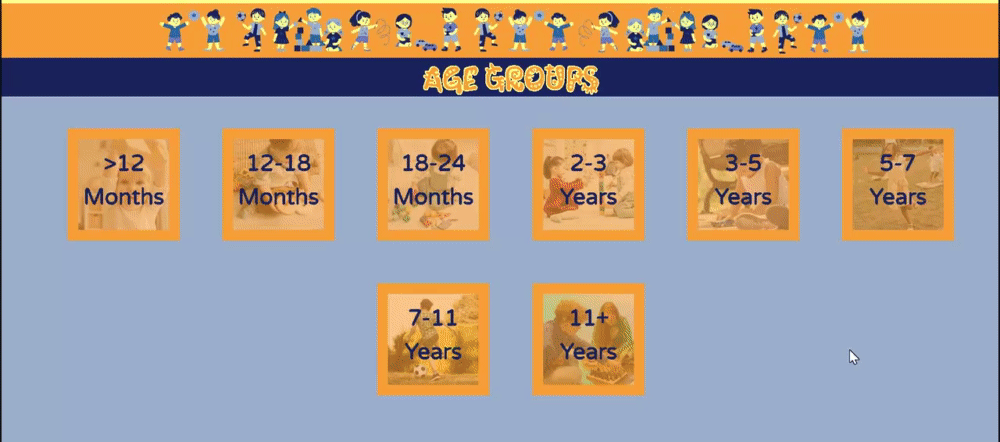 AGE GROUPS
>12
Months
12-18
Months
18-24
Months
2-3
Years
3-5
Years
5-7
Years
7-11
Years
11+
Years